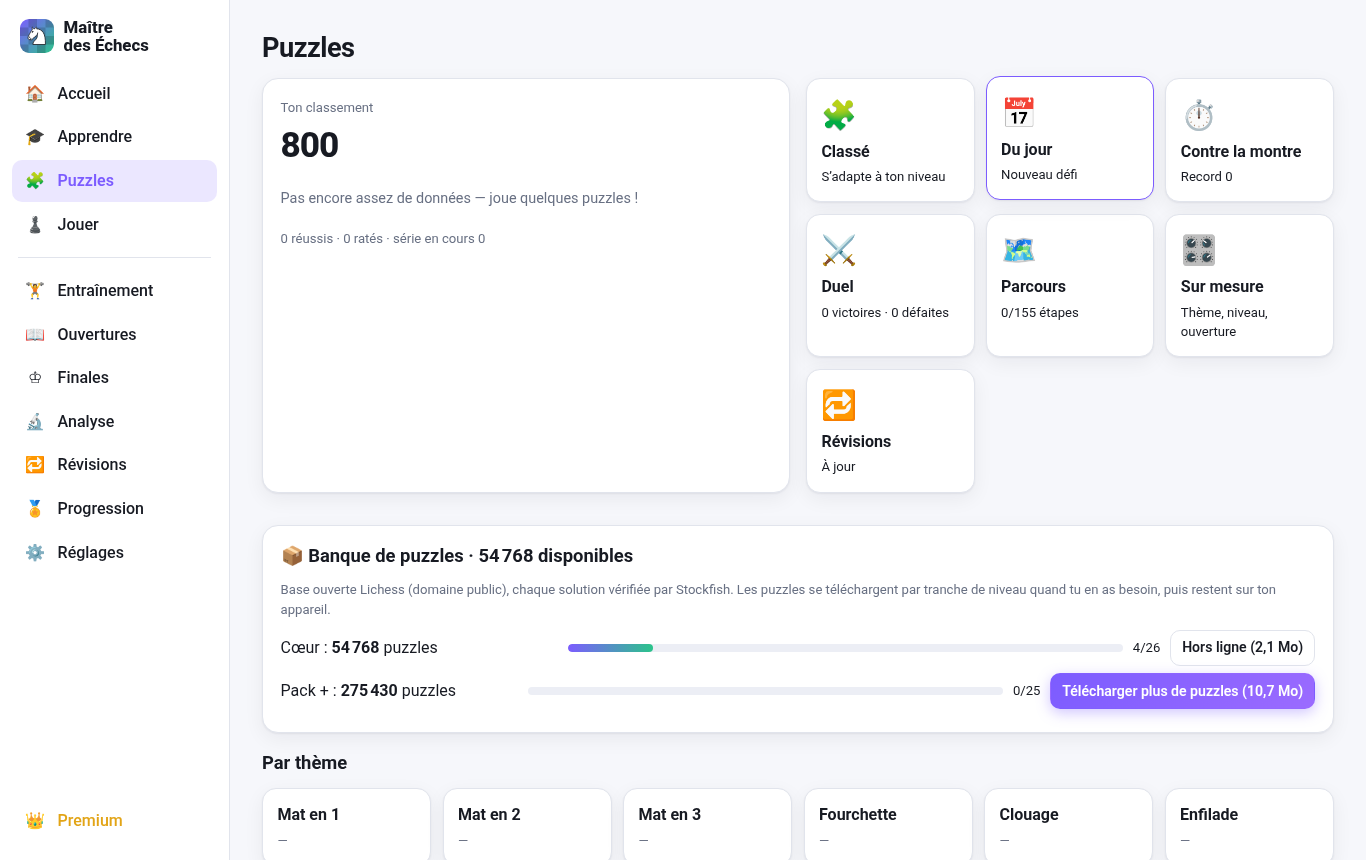 Maître
des Échecs
Accueil
Apprendre
Puzzles
Jouer
Entraînement
Ouvertures
Finales
Analyse
Révisions
Progression
Réglages
Premium
Puzzles
Ton classement
800
Pas encore assez de données — joue quelques puzzles !
0 réussis · 0 ratés · série en cours 0
Classé
S'adapte à ton niveau
July
17
Du jour
Nouveau défi
Contre la montre
Record 0
Duel
0 victoires · 0 défaites
Parcours
0/155 étapes
Sur mesure
Thème, niveau,
ouverture
Révisions
À jour
Banque de puzzles · 54 768 disponibles
Base ouverte Lichess (domaine public), chaque solution vérifiée par Stockfish. Les puzzles se téléchargent par tranche de niveau quand tu en as besoin, puis restent sur ton
appareil.
Cœur : 54 768 puzzles
4/26
Hors ligne (2,1 Mo)
Pack + : 275 430 puzzles
0/25
Télécharger plus de puzzles (10,7 Mo)
Par thème
Mat en 1
—
Mat en 2
—
Mat en 3
—
Fourchette
—
Clouage
—
Enfilade
—